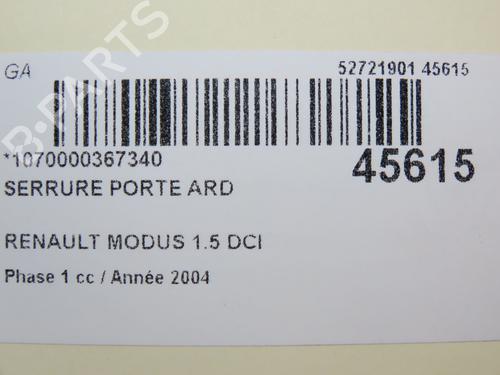 GA
52721901 45615
*1070000367340
45615
SERRURE PORTE ARD
RENAULT MODUS 1.5 DCI
Phase 1 cc / Année 2004
B-PARTS